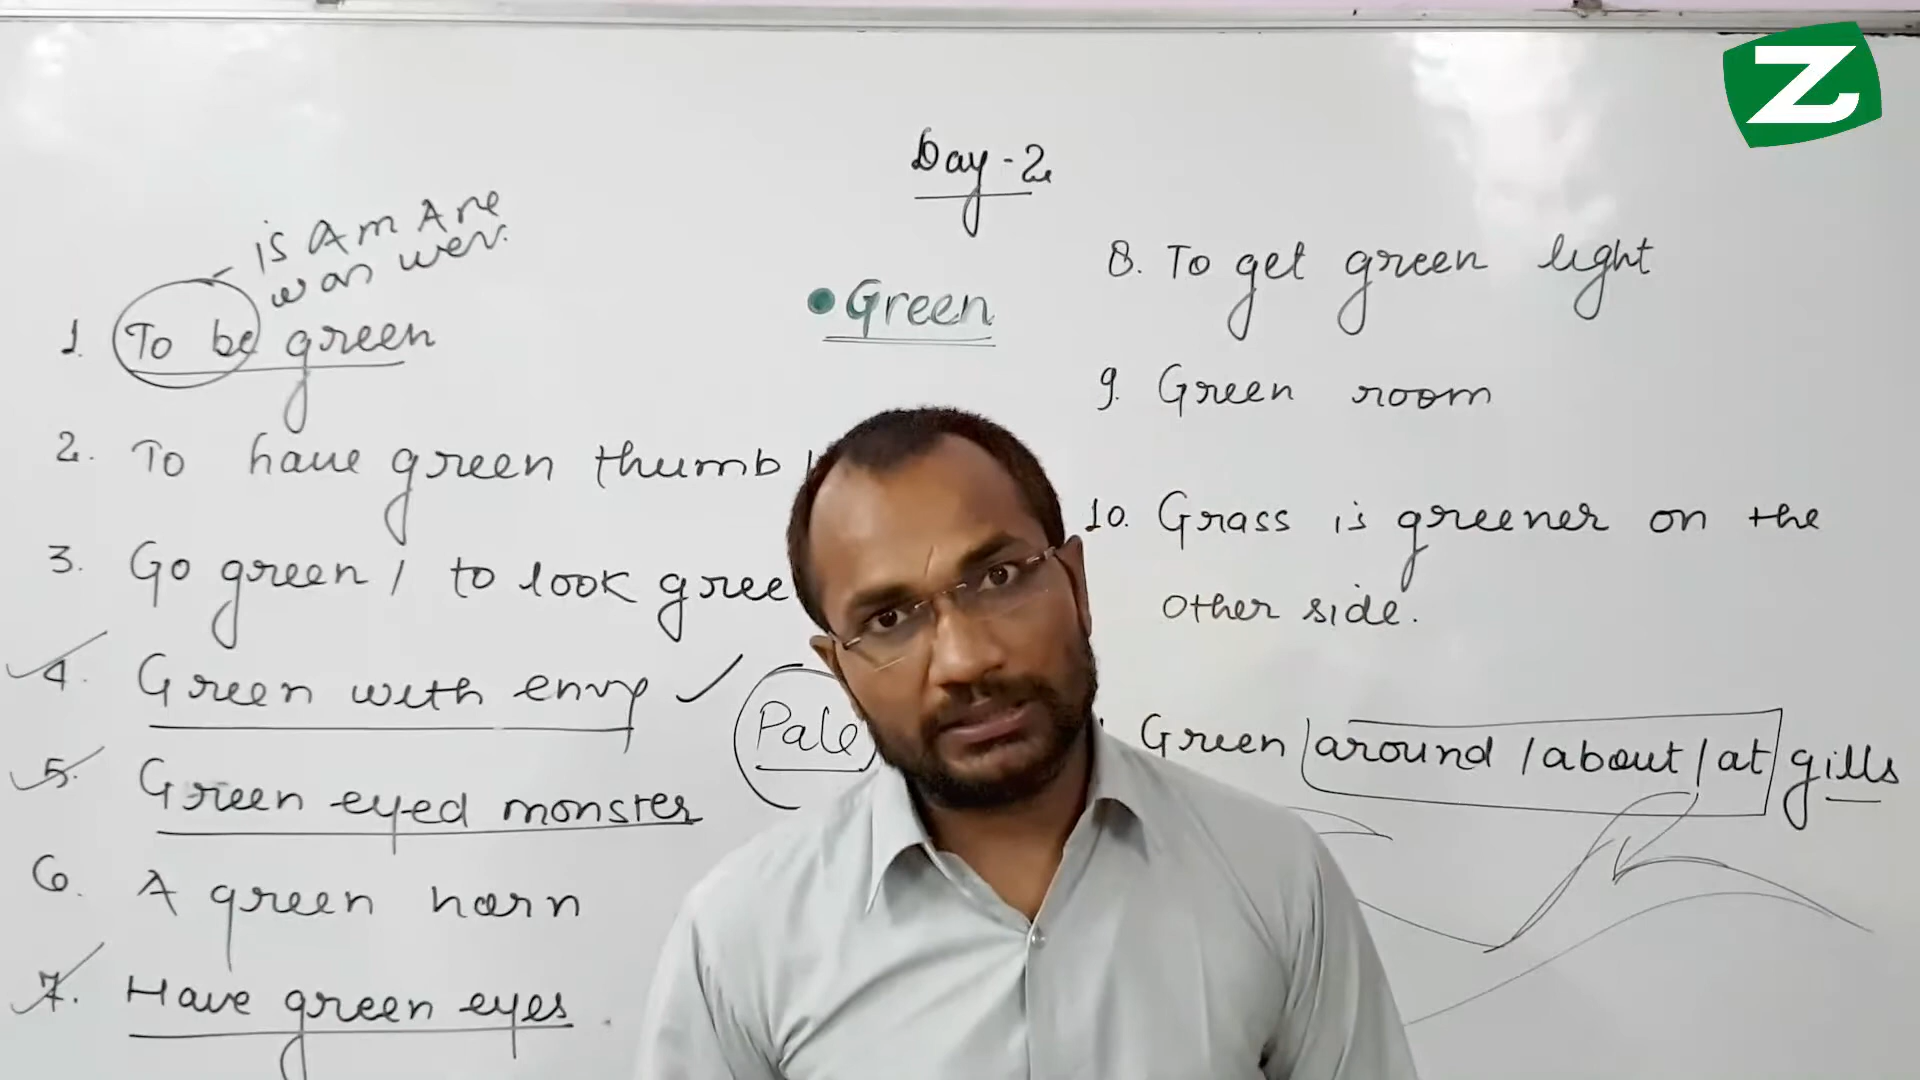 Z
Day-2
is Am Are
was wer.
• Green
1. To be green
2. To have green thumb
3. Go green / to look gree
4. Green with envy ✓
Pale
5. Green eyed monster
6. A green horn
7. Have green eyes.
8. To get green light
9. Green room
10. Grass is greener on the
other side.
Green around / about / at gills